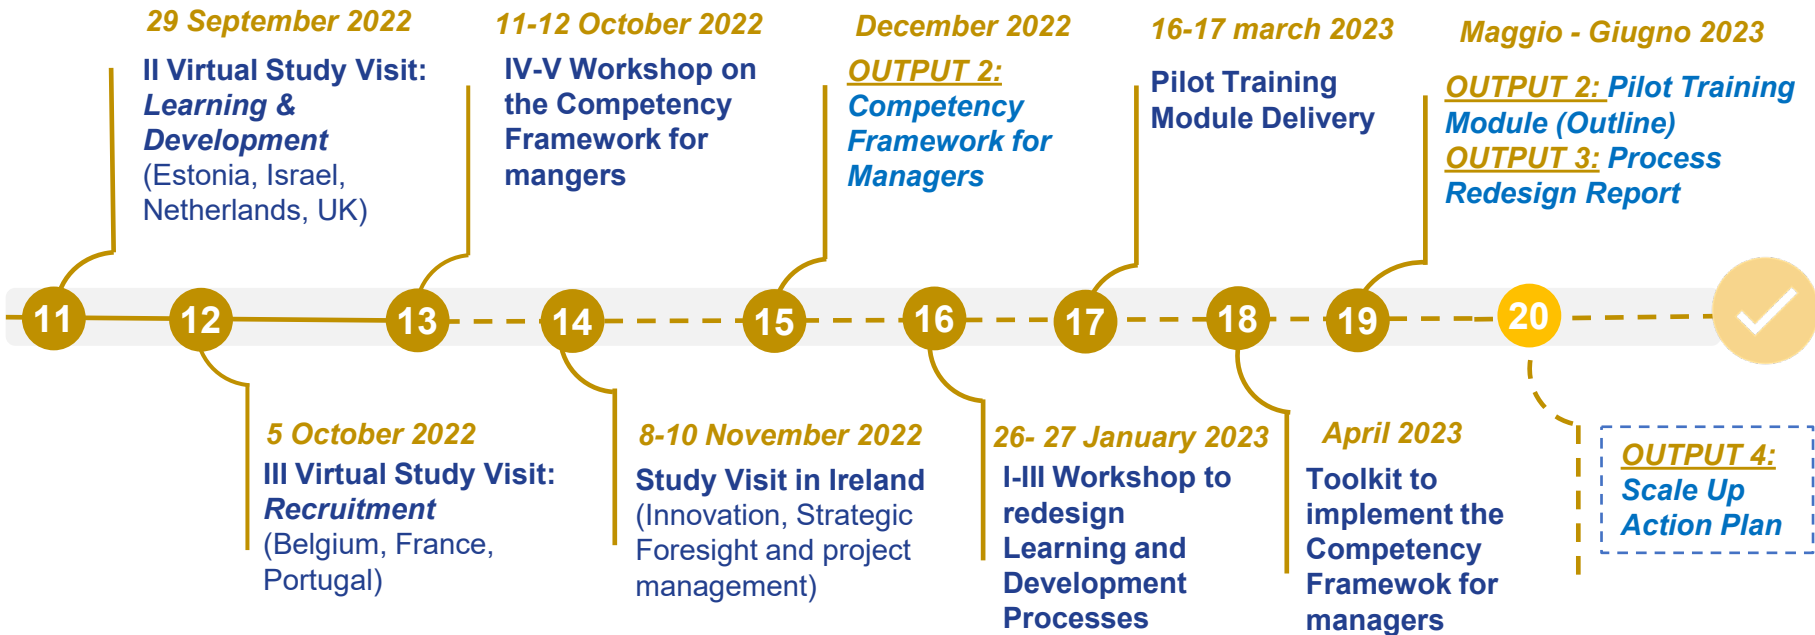 29 September 2022
II Virtual Study Visit:
Learning &
Development
(Estonia, Israel,
Netherlands, UK)
11-12 October 2022
IV-V Workshop on
the Competency
Framework for
mangers
December 2022
OUTPUT 2:
Competency
Framework for
Managers
16-17 march 2023
Pilot Training
Module Delivery
Maggio - Giugno 2023
OUTPUT 2: Pilot Training
Module (Outline)
OUTPUT 3: Process
Redesign Report
11
12
13
14
15
16
17
18
19
20
5 October 2022
III Virtual Study Visit:
Recruitment
(Belgium, France,
Portugal)
8-10 November 2022
Study Visit in Ireland
(Innovation, Strategic
Foresight and project
management)
26- 27 January 2023
I-III Workshop to
redesign
Learning and
Development
Processes
April 2023
Toolkit to
implement the
Competency
Framewok for
managers
OUTPUT 4:
Scale Up
Action Plan